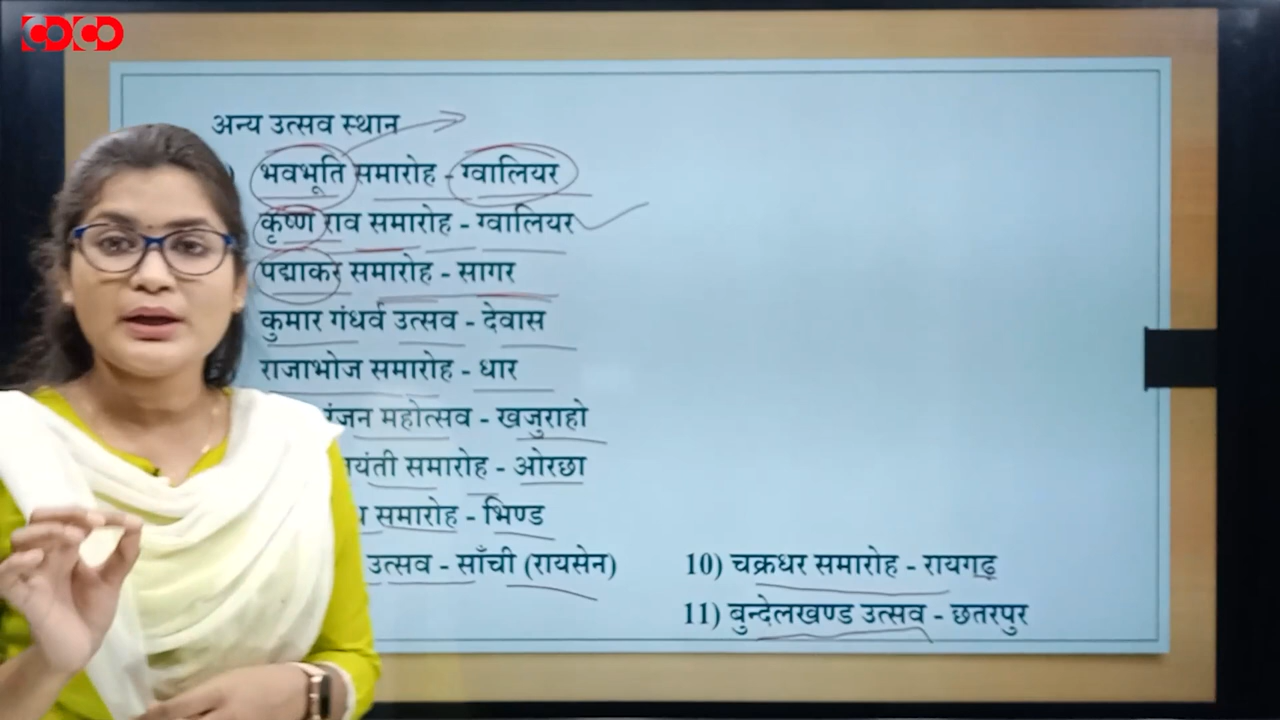 COCO
अन्य उत्सव स्थान
भवभूति समारोह - ग्वालियर
कृष्ण राव समारोह - ग्वालियर
पद्माकर समारोह - सागर
कुमार गंधर्व उत्सव - देवास
राजाभोज समारोह - धार
महोत्सव - खजुराहो
समारोह - ओरछा
समारोह - भिण्ड
उत्सव - साँची (रायसेन)
10) चक्रधर समारोह - रायगढ़
11) बुन्देलखण्ड उत्सव - छतरपुर